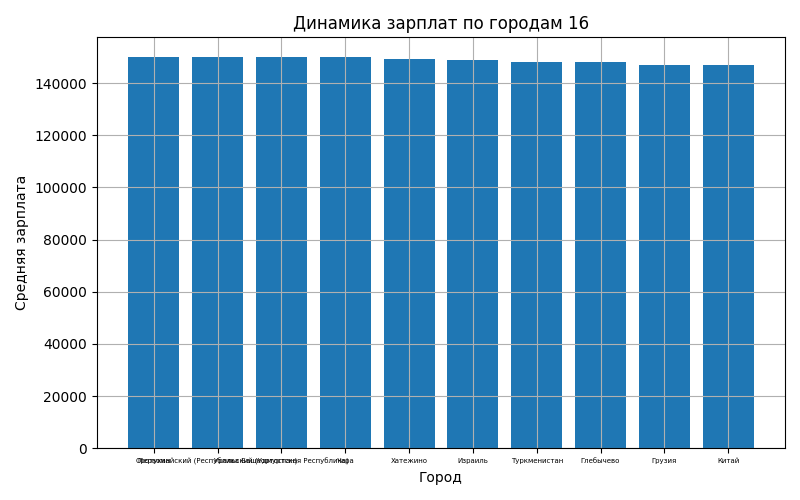 Динамика зарплат по городам 16
Средняя зарплата
140000
120000
100000
80000
60000
40000
20000
0
Хатежино
Израиль
Туркменистан
Глебычево
Грузия
Китай
Город